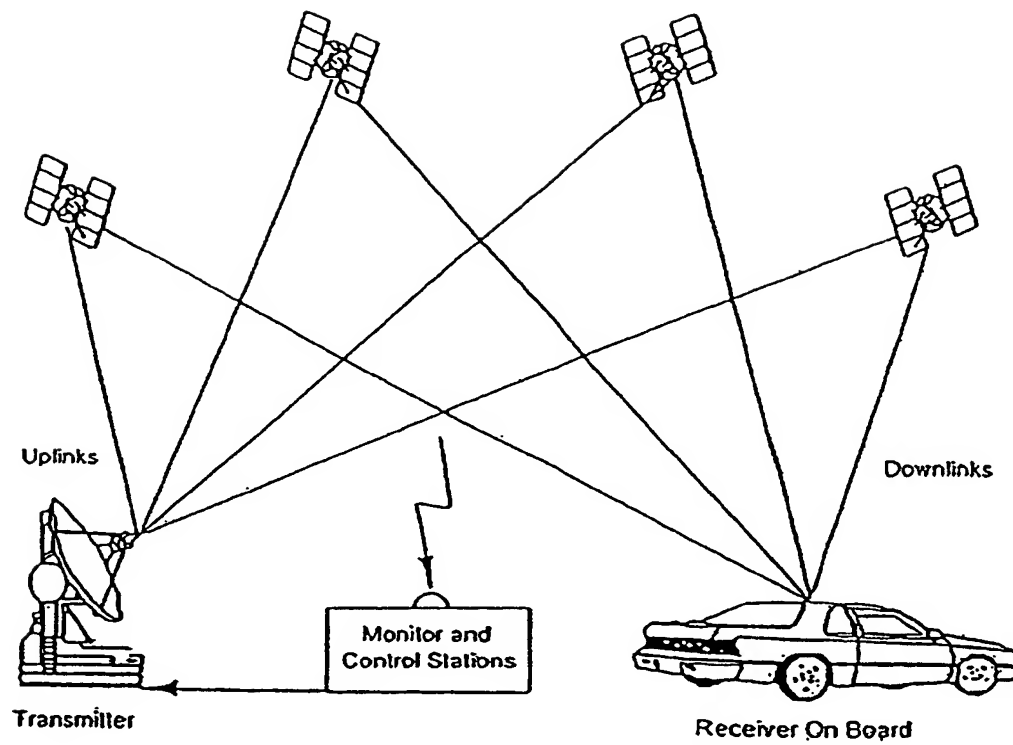 Uplinks
Downlinks
Monitor and
Control Stations
Transmitter
Receiver On Board